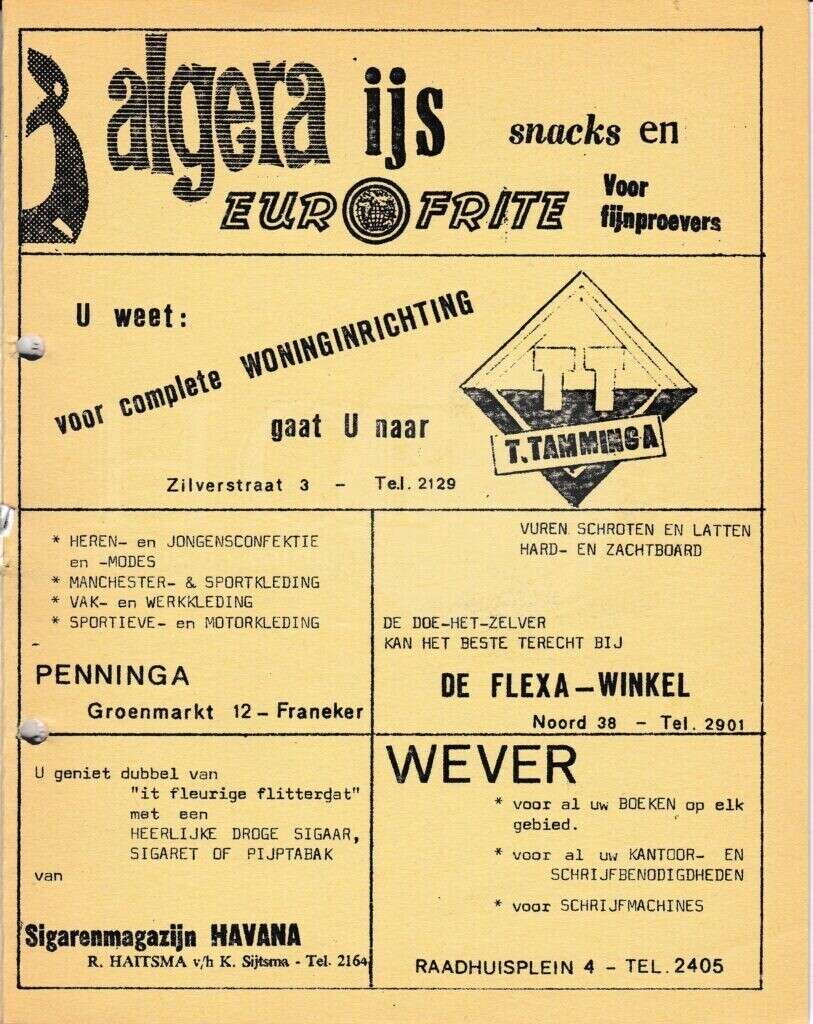 algera ijs snacks en
EUROFRITE Voor
fijnproevers
U weet:
voor complete WONINGINRICHTING
gaat U naar
TT
T. TAMMINGA
Zilverstraat 3 - Tel. 2129
* HEREN- en JONGENSCONFEKTIE
en -MODES
* MANCHESTER- & SPORTKLEDING
* VAK- en WERKKLEDING
* SPORTIEVE- en MOTORKLEDING
PENNINGA
Groenmarkt 12 - Franeker
VUREN SCHROTEN EN LATTEN
HARD- EN ZACHTBOARD
DE DOE-HET-ZELVER
KAN HET BESTE TERECHT BIJ
DE FLEXA-WINKEL
Noord 38 - Tel. 2901
U geniet dubbel van
"it fleurige flitterdat"
met een
HEERLIJKE DROGE SIGAAR,
SIGARET OF PIJPTABAK
van
Sigarenmagazijn HAVANA
R. HAITSMA v/h K. Sijtsma - Tel. 2164
WEVER
* voor al uw BOEKEN op elk
gebied.
* voor al uw KANTOOR- EN
SCHRIJFBENODIGDHEDEN
* voor SCHRIJFMACHINES
RAADHUISPLEIN 4 - TEL. 2405